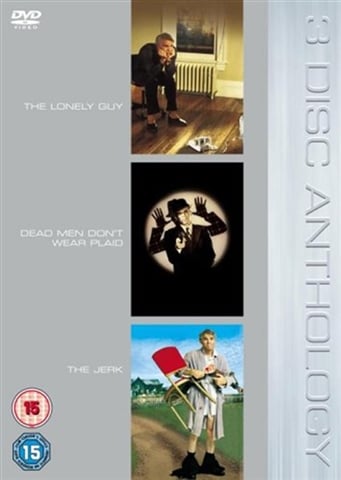 DVD
VIDEO
THE LONELY GUY
DEAD MEN DON'T
WEAR PLAID
THE JERK
3 DISC ANTHOLOGY
15
15